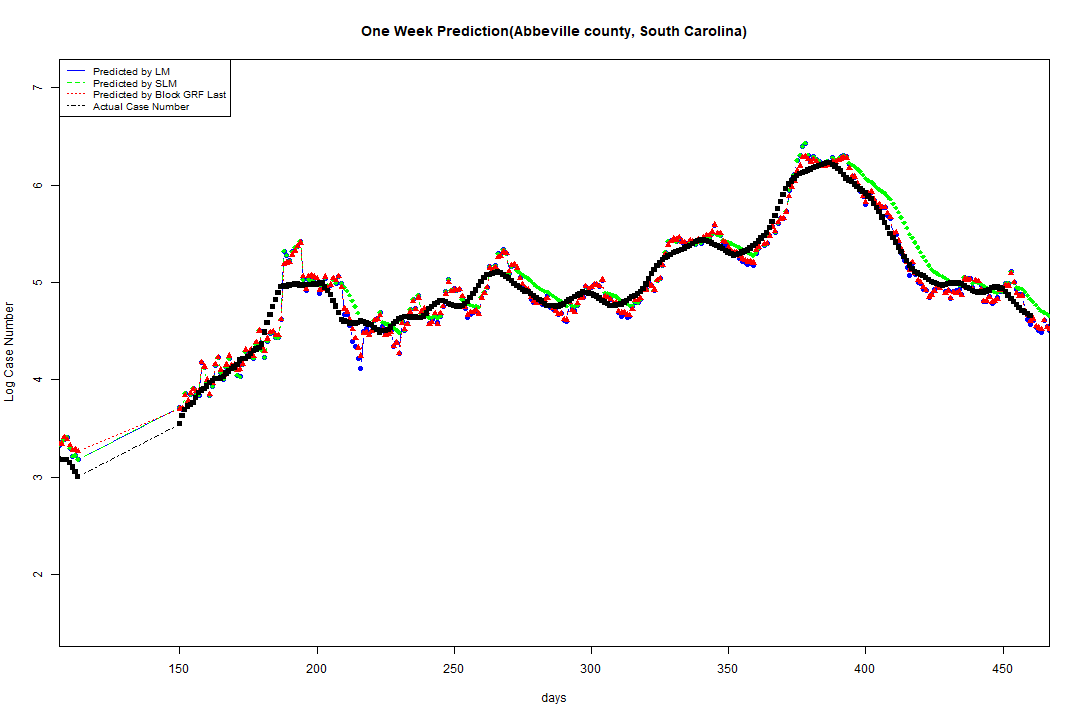 One Week Prediction(Abbeville county, South Carolina)
Predicted by LM
Predicted by SLM
Predicted by Block GRF Last
Actual Case Number
7
6
5
4
3
2
Log Case Number
150 200 250 300 350 400 450
days